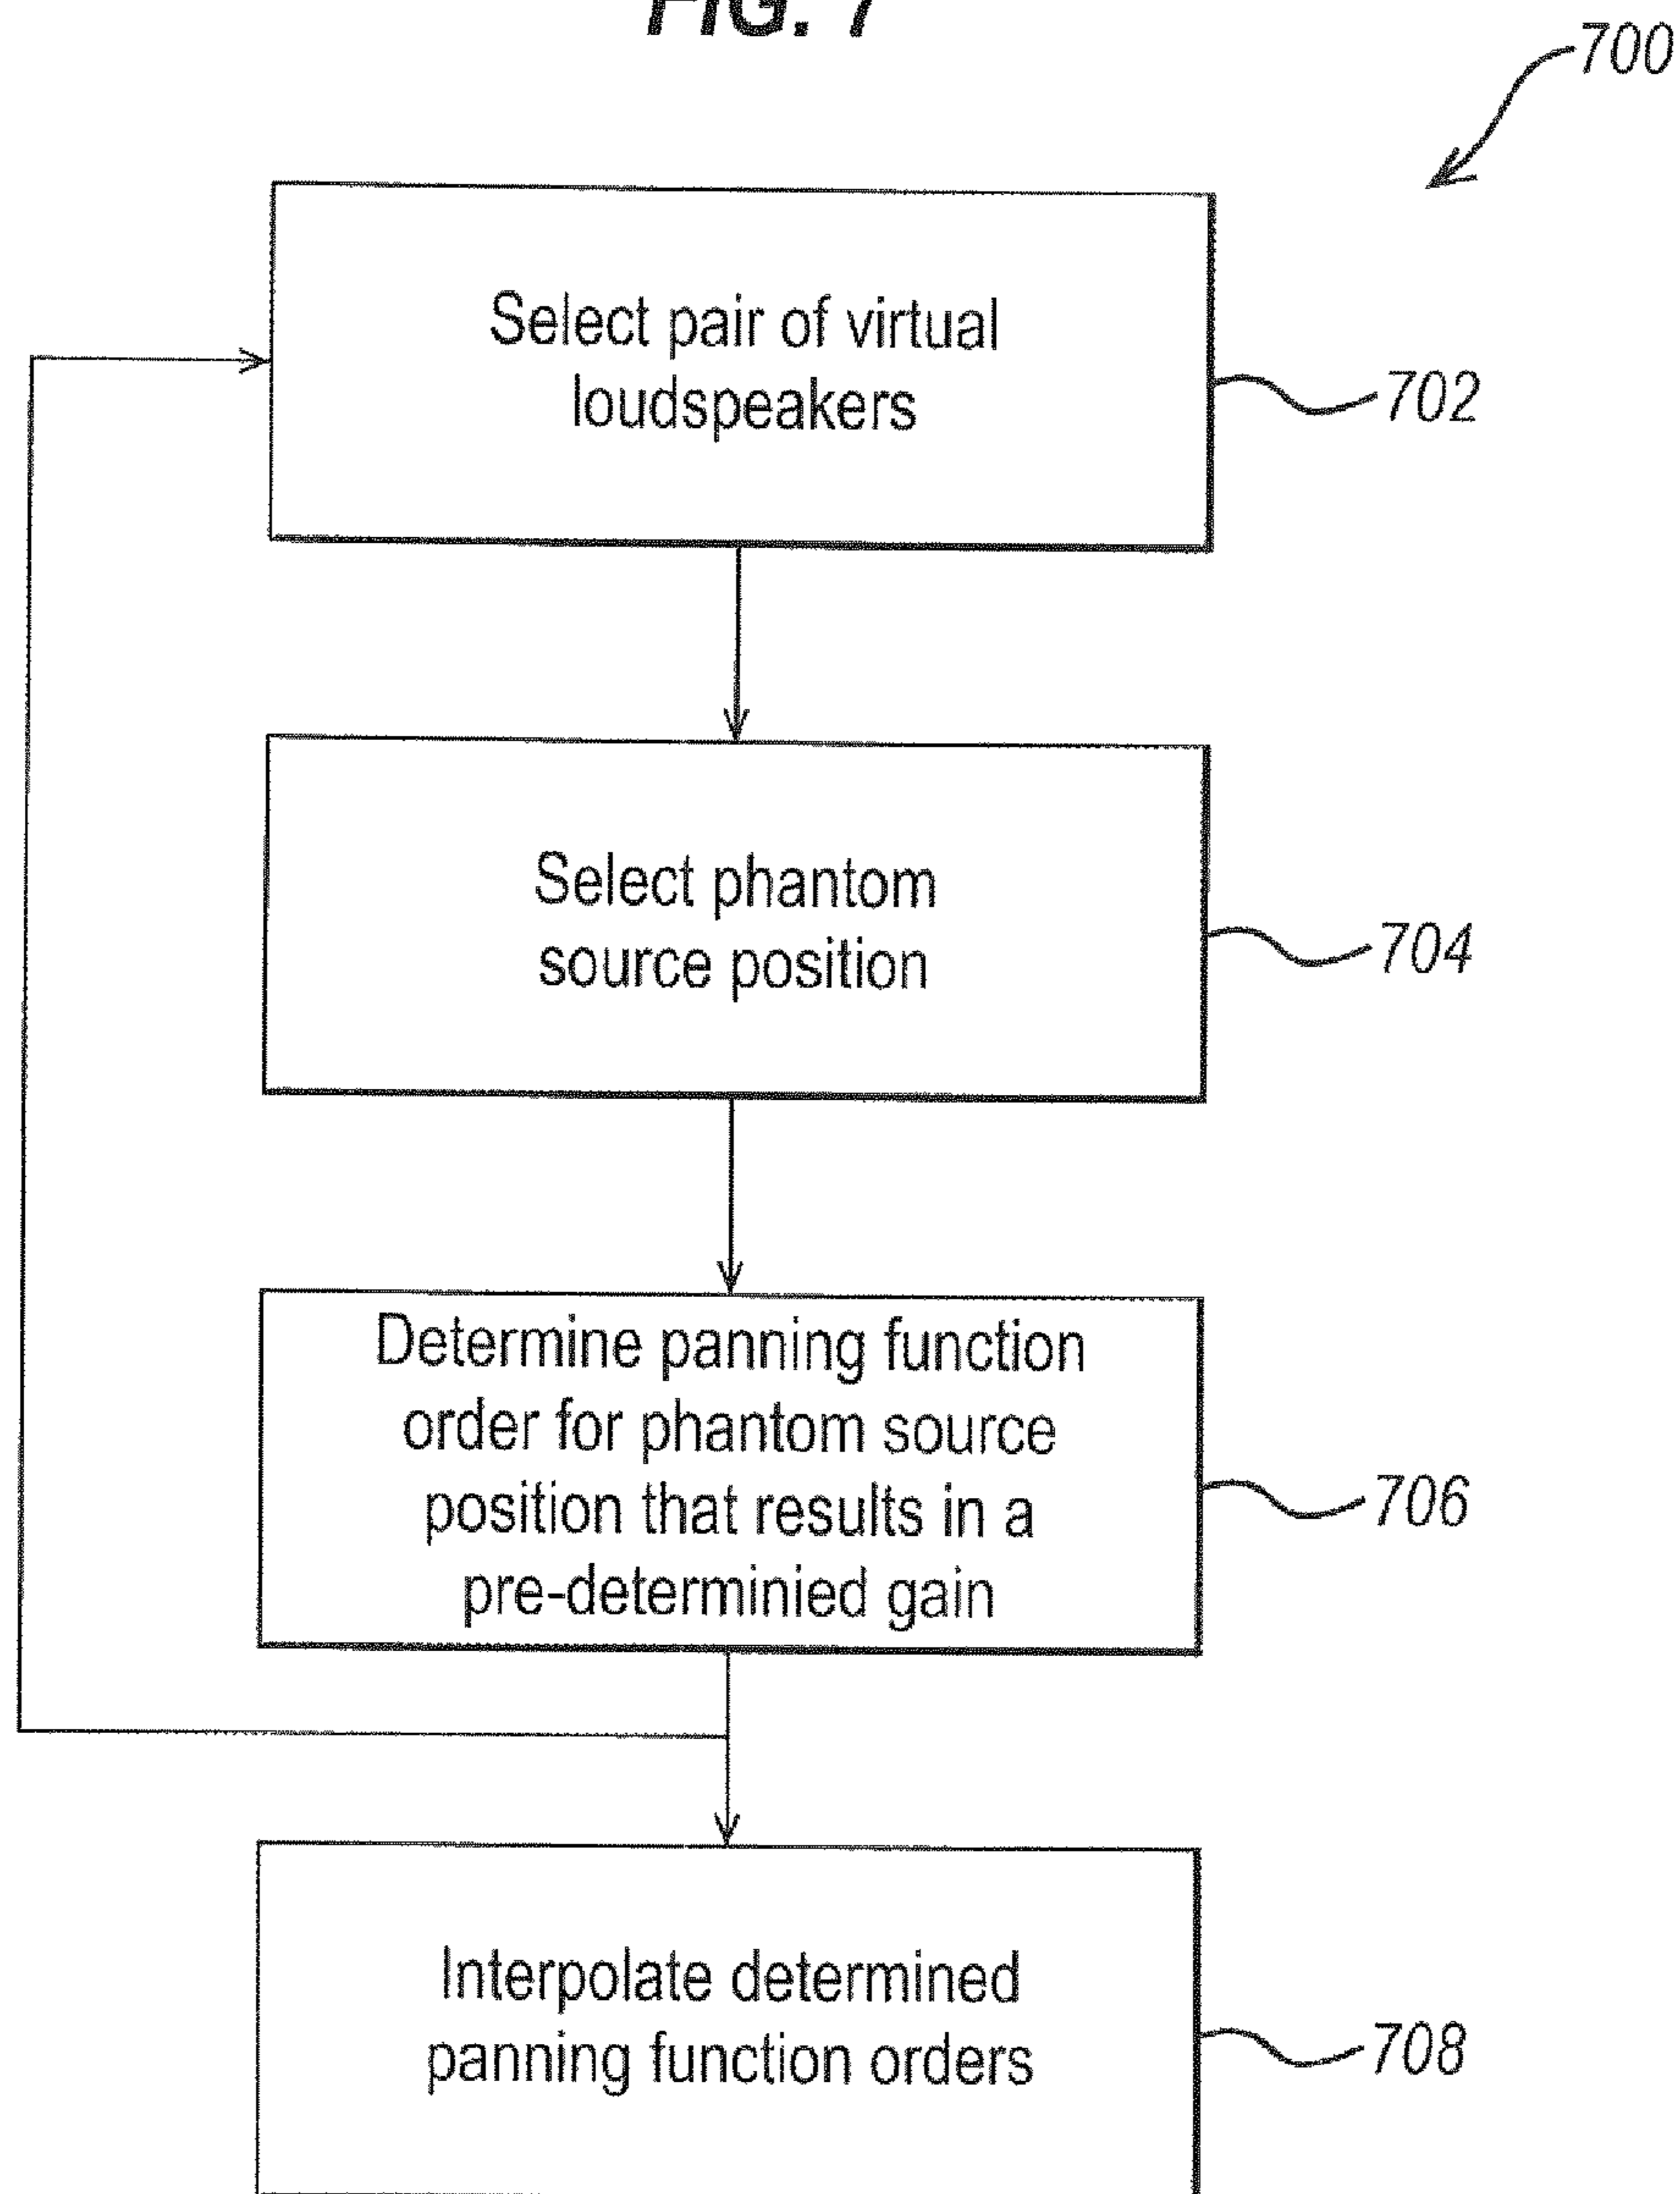 FIG. 7
700
Select pair of virtual
loudspeakers
702
Select phantom
source position
704
Determine panning function
order for phantom source
position that results in a
pre-determinied gain
706
Interpolate determined
panning function orders
708